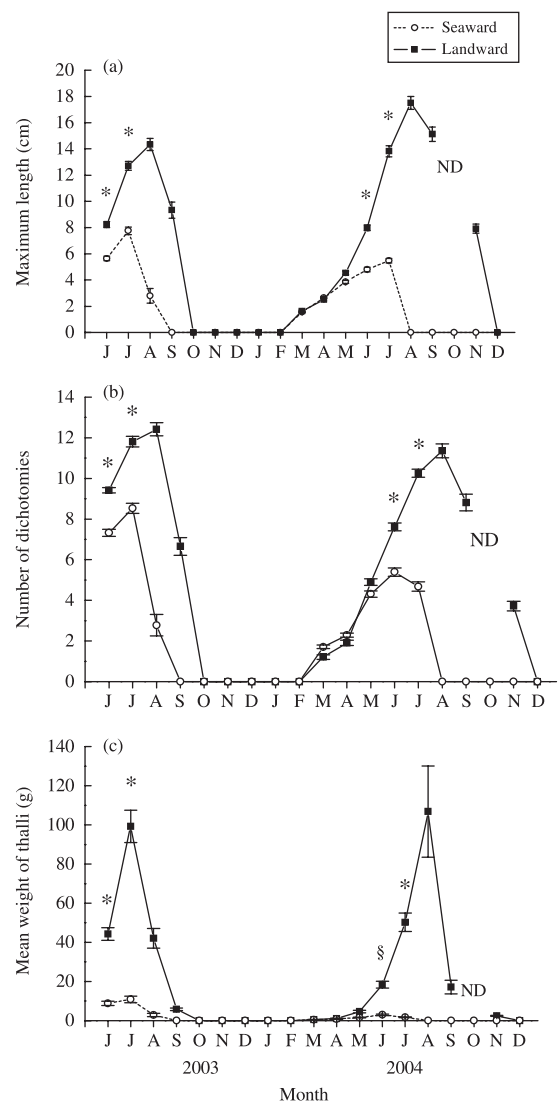 Seaward
Landward
(a)
20
18
16
14
12
10
8
6
4
2
0
Maximum length (cm)
* * * *
ND
J J A S O N D J F M A M J J A S O N D
(b)
14
12
10
8
6
4
2
0
Number of dichotomies
* * * *
ND
J J A S O N D J F M A M J J A S O N D
(c)
140
120
100
80
60
40
20
0
Mean weight of thalli (g)
* * § *
ND
J J A S O N D J F M A M J J A S O N D
2003 2004
Month